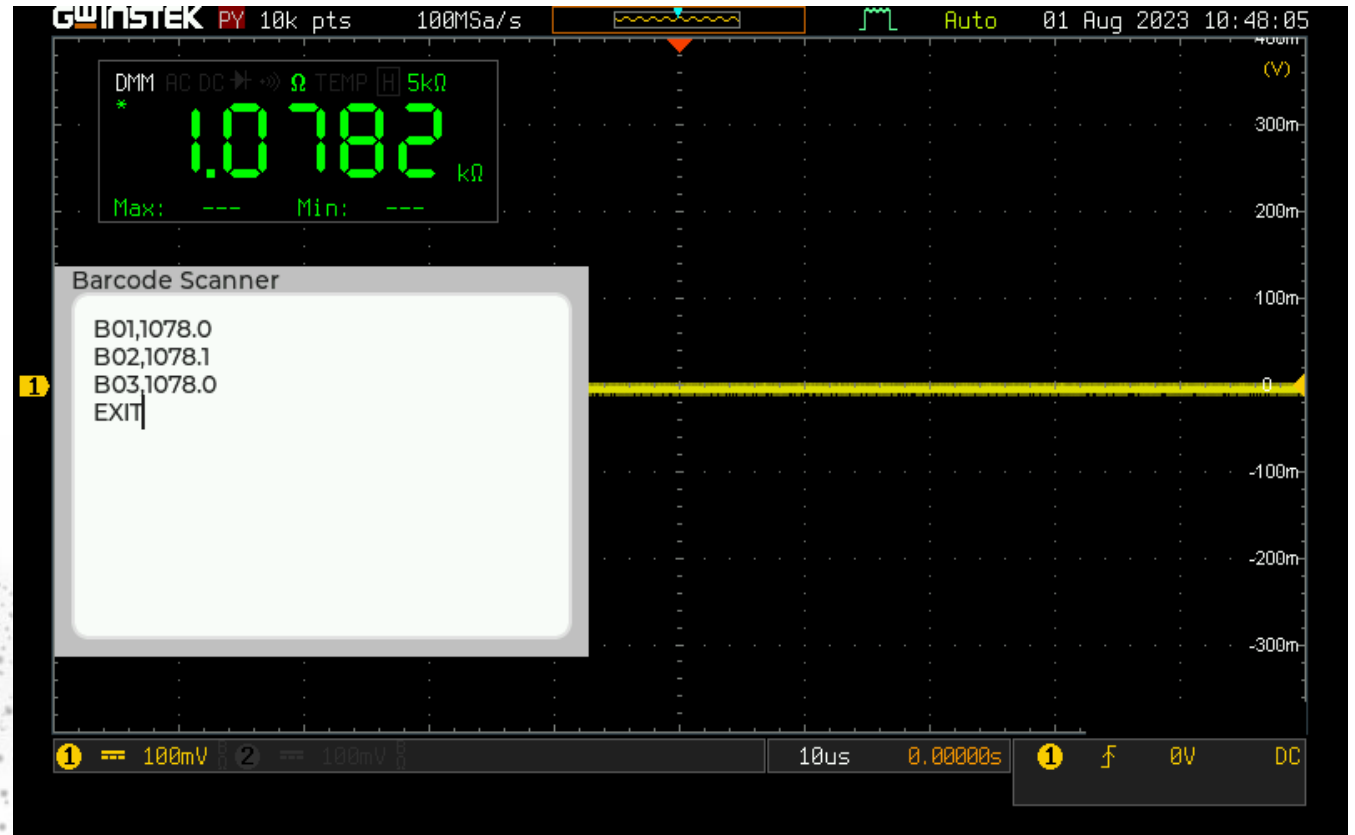 GWINSTEK PY 10k pts 100MSa/s Auto 01 Aug 2023 10:48:05
400m
(V)
DMM AC DC Ω TEMP H 5kΩ
* 1.0782 kΩ
Max: --- Min: ---
300m
200m
100m
0
-100m
-200m
-300m
Barcode Scanner
B01,1078.0
B02,1078.1
B03,1078.0
EXIT
1
1 100mV 2 100mV 10us 0.00000s 1 0V DC